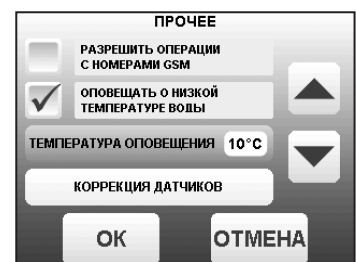 ПРОЧЕЕ
РАЗРЕШИТЬ ОПЕРАЦИИ
С НОМЕРАМИ GSM
ОПОВЕЩАТЬ О НИЗКОЙ
ТЕМПЕРАТУРЕ ВОДЫ
ТЕМПЕРАТУРА ОПОВЕЩЕНИЯ 10°C
КОРРЕКЦИЯ ДАТЧИКОВ
ОК ОТМЕНА